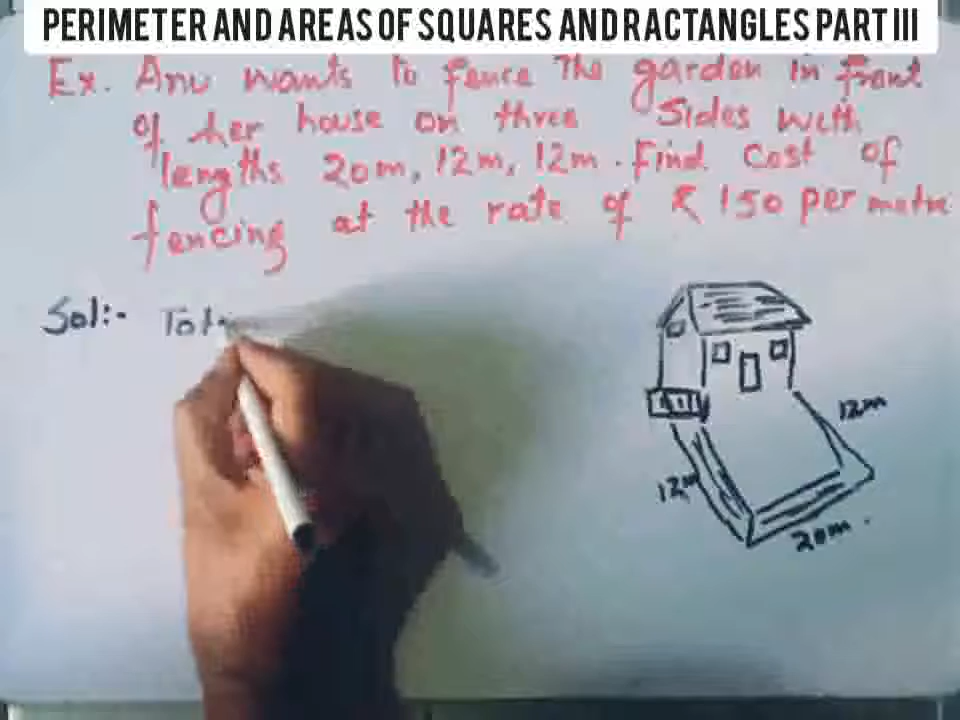 PERIMETER AND AREAS OF SQUARES AND RACTANGLES PART III
Ex. Anu wants to fence the garden in front
of her house on three sides with
lengths 20m, 12m, 12m. Find cost of
fencing at the rate of ₹ 150 per metre
Sol:- Tot
12m
12m
20m.